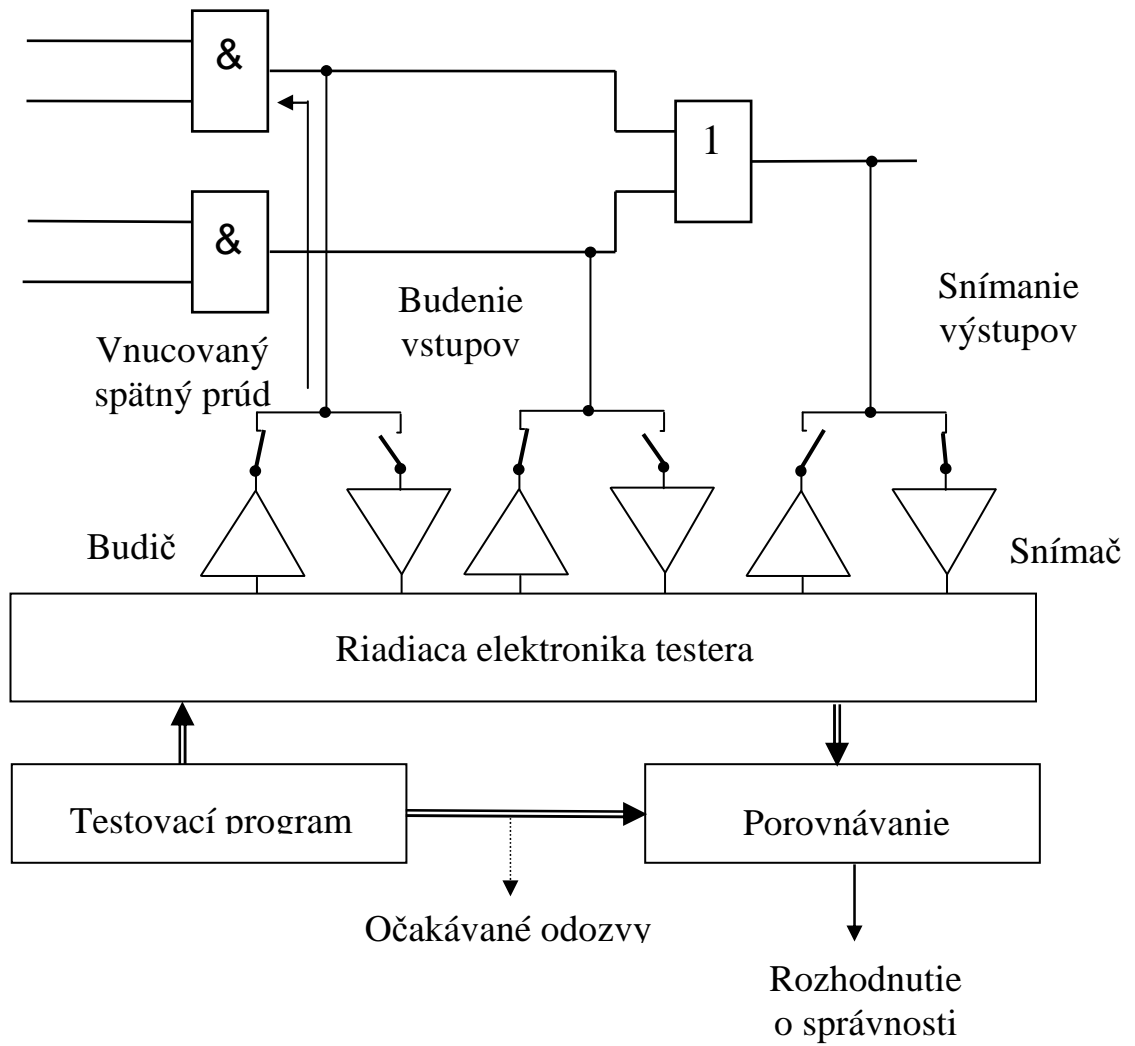 &
1
&
Budenie
vstupov
Snímanie
výstupov
Vnucovaný
spätný prúd
Budič
Snímač
Riadiaca elektronika testera
Testovací program
Porovnávanie
Očakávané odozvy
Rozhodnutie
o správnosti